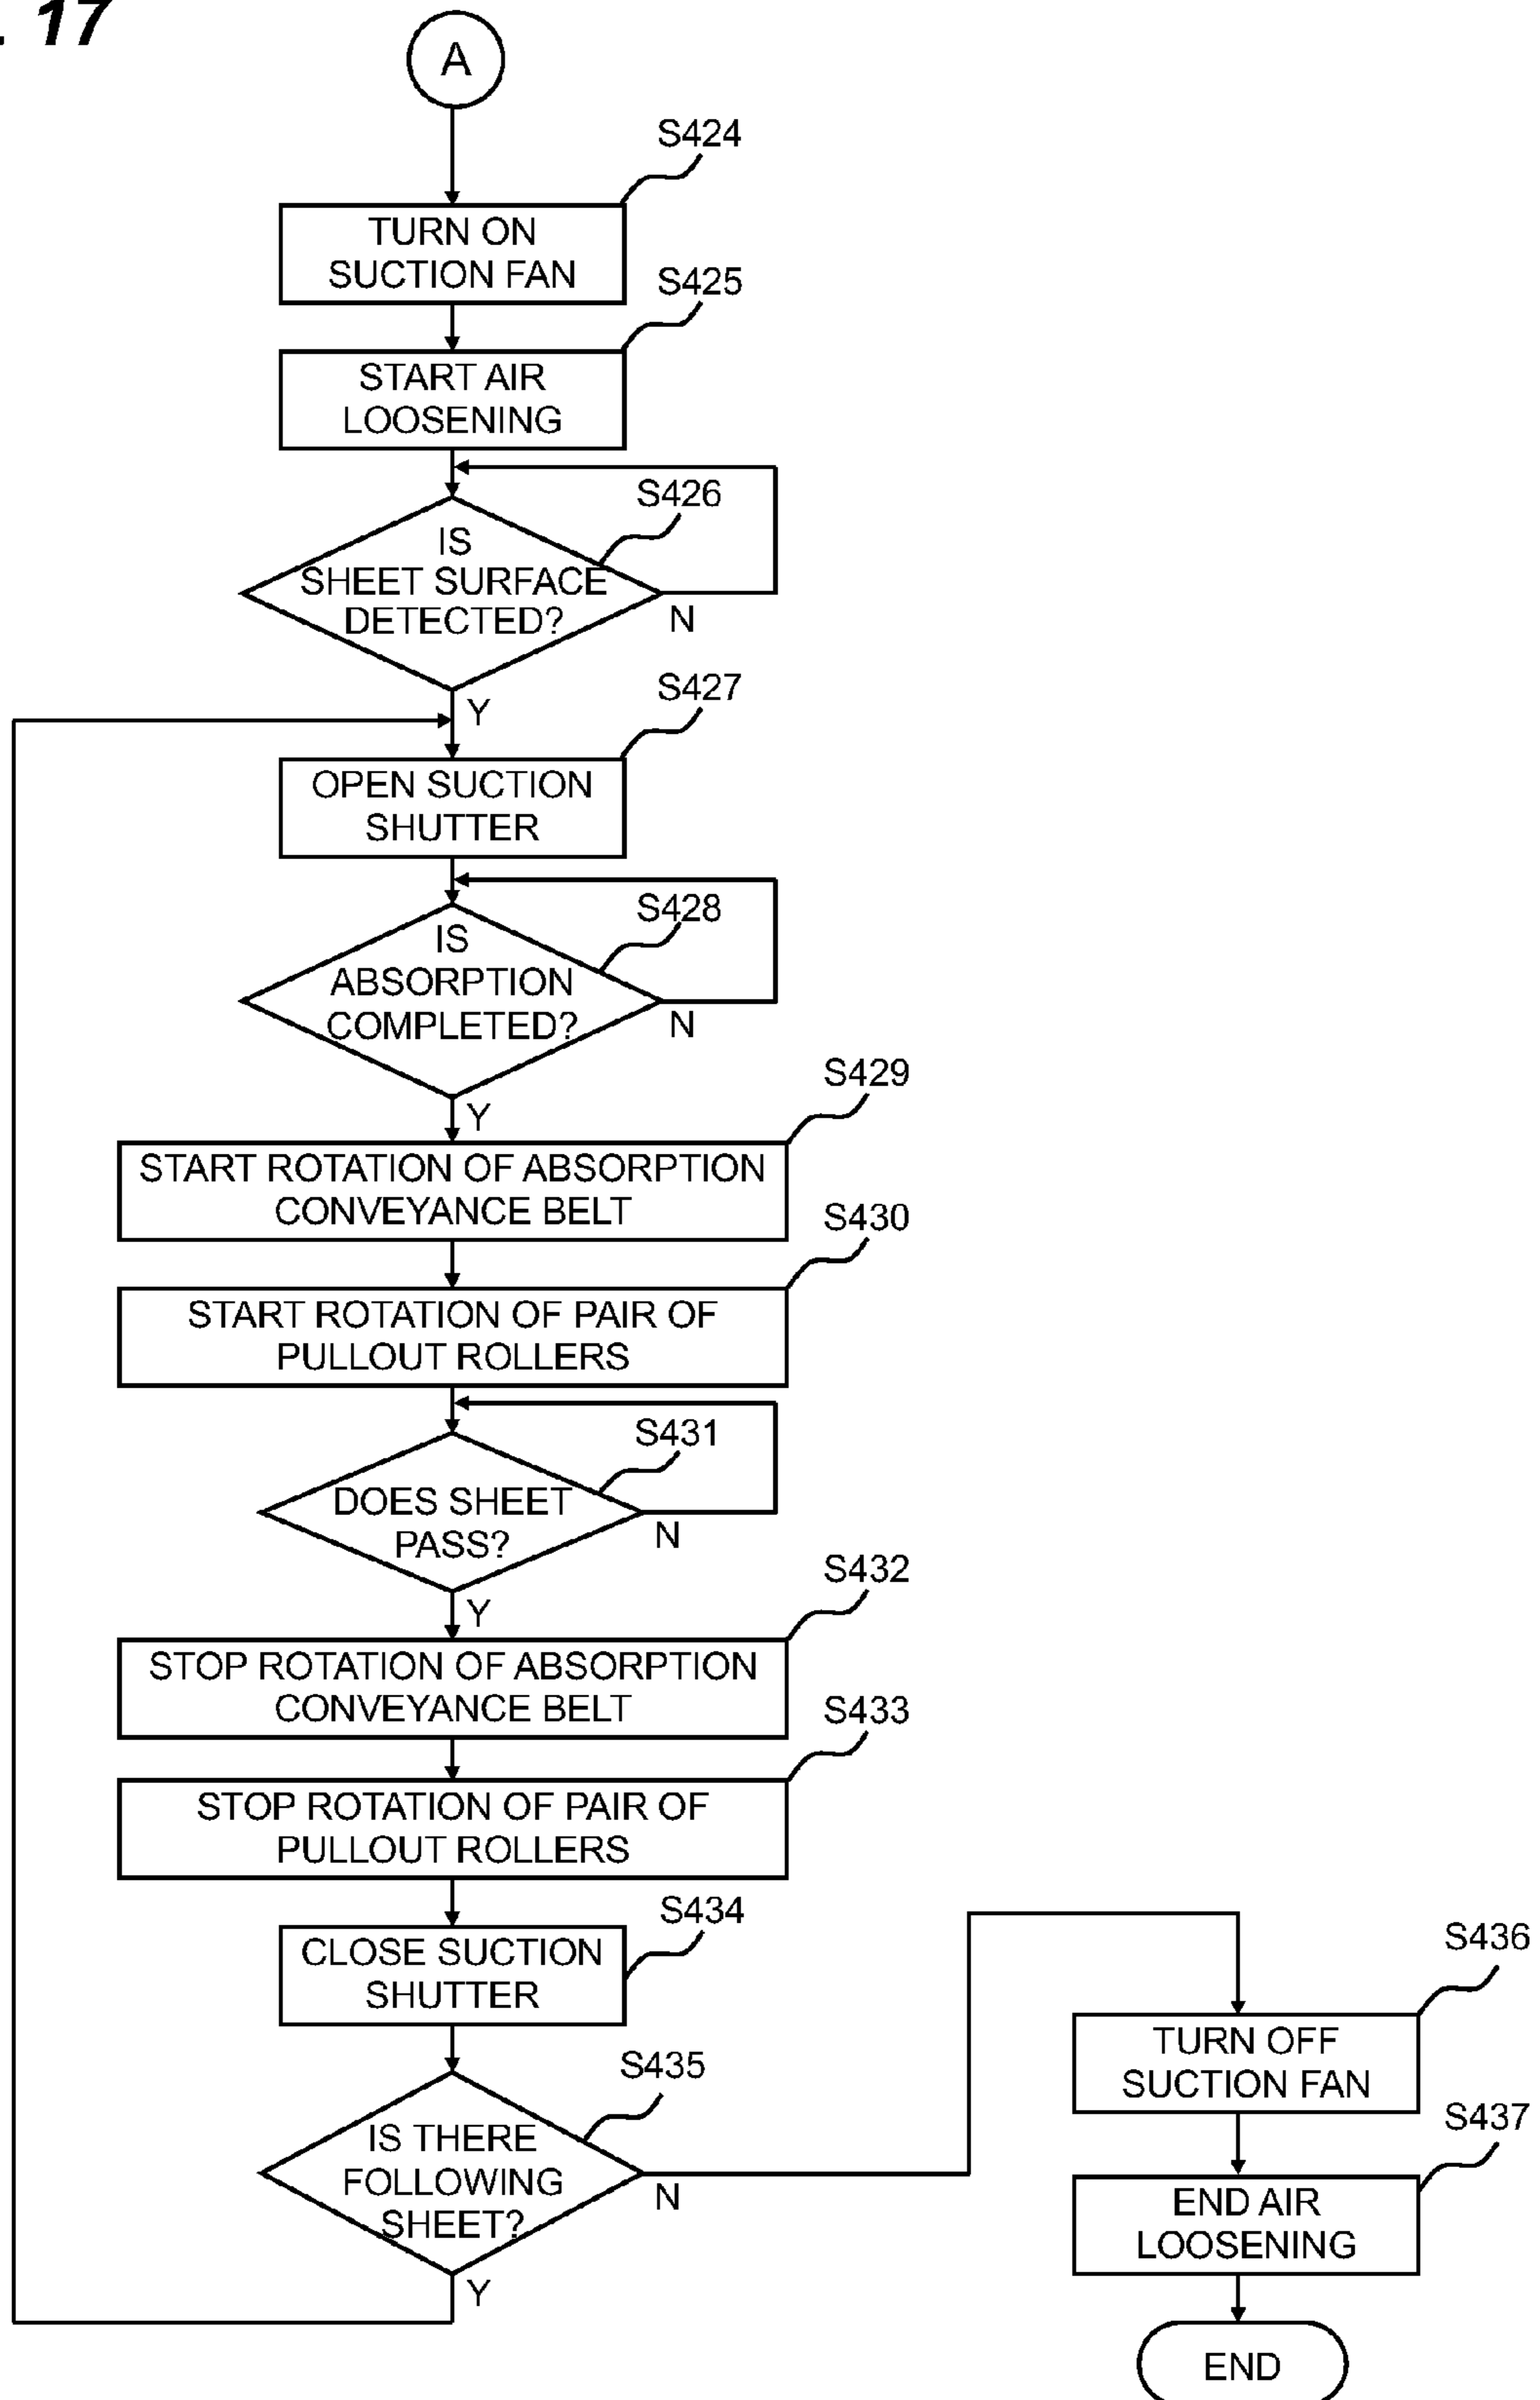 . 17
A
S424
TURN ON
SUCTION FAN
S425
START AIR
LOOSENING
S426
IS
SHEET SURFACE
DETECTED?
N
Y
S427
OPEN SUCTION
SHUTTER
S428
IS
ABSORPTION
COMPLETED?
N
Y
S429
START ROTATION OF ABSORPTION
CONVEYANCE BELT
S430
START ROTATION OF PAIR OF
PULLOUT ROLLERS
S431
DOES SHEET
PASS?
N
Y
S432
STOP ROTATION OF ABSORPTION
CONVEYANCE BELT
S433
STOP ROTATION OF PAIR OF
PULLOUT ROLLERS
S434
CLOSE SUCTION
SHUTTER
S435
IS THERE
FOLLOWING
SHEET?
N
Y
S436
TURN OFF
SUCTION FAN
S437
END AIR
LOOSENING
END